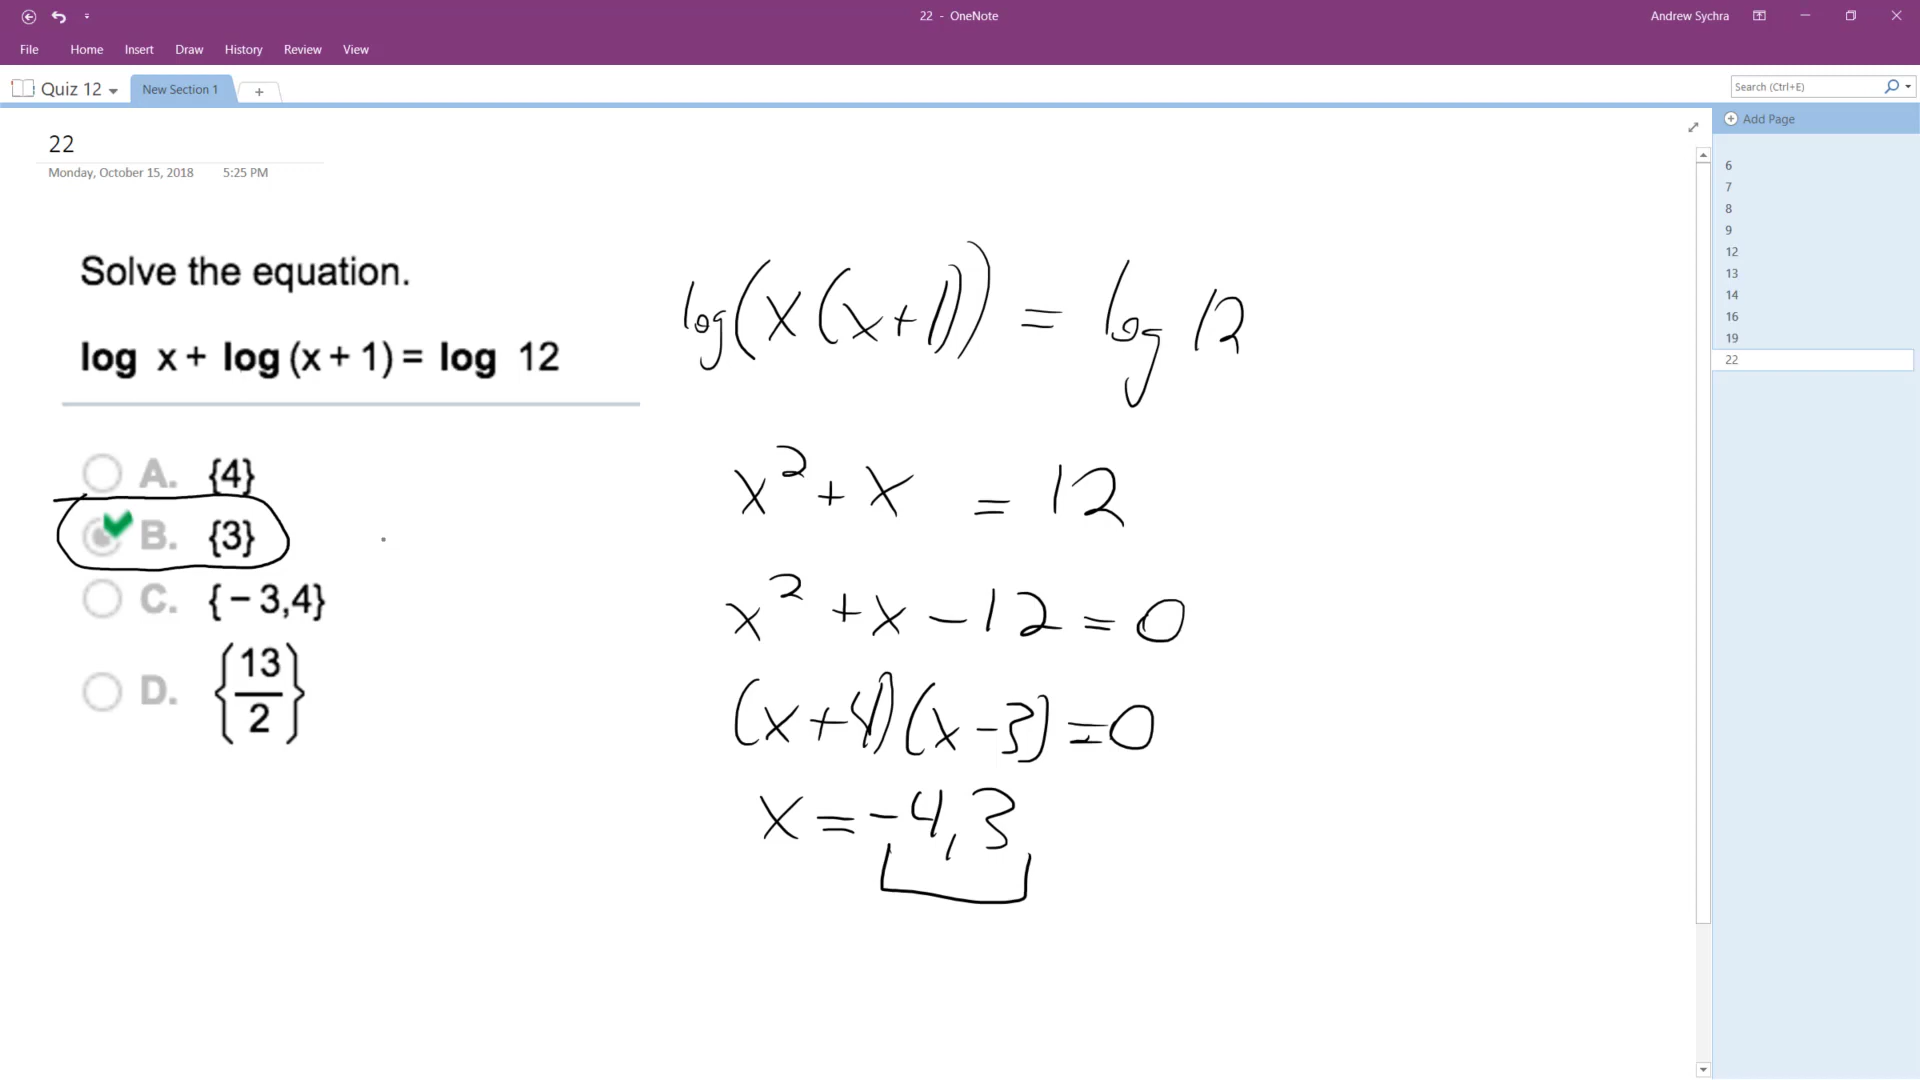 22 - OneNote
Andrew Sychra
File Home Insert Draw History Review View
Quiz 12 New Section 1 +
Search (Ctrl+E)
Add Page
22
Monday, October 15, 2018 5:25 PM
6
7
8
9
12
13
14
16
19
22
Solve the equation.
log x + log (x + 1) = log 12
A. {4}
B. {3}
C. {− 3,4}
D. {13/2}
log(x(x+1)) = log 12
x² + x = 12
x² + x − 12 = 0
(x+4)(x−3) = 0
x = −4, 3